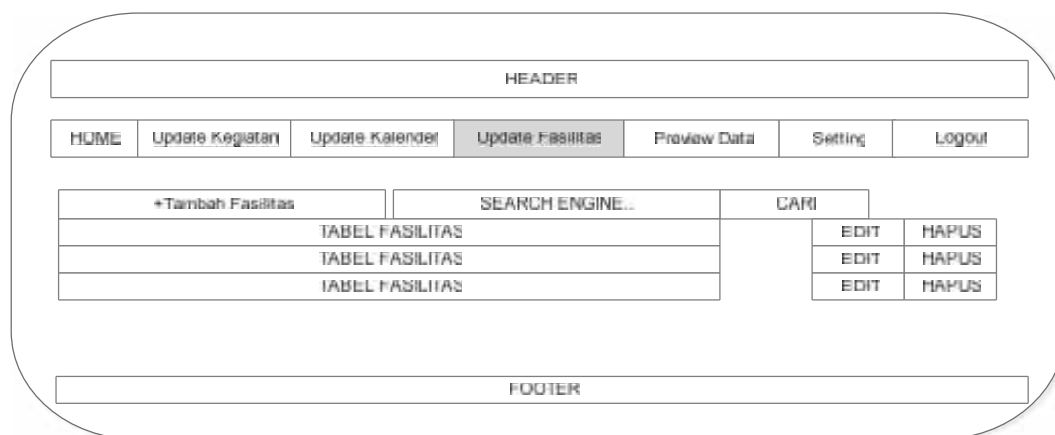 HEADER
HOME Update Kegiatan Update Kalender Update Fasilitas Preview Data Setting Logout
+Tambah Fasilitas SEARCH ENGINE... CARI
TABEL FASILITAS EDIT HAPUS
TABEL FASILITAS EDIT HAPUS
TABEL FASILITAS EDIT HAPUS
FOOTER